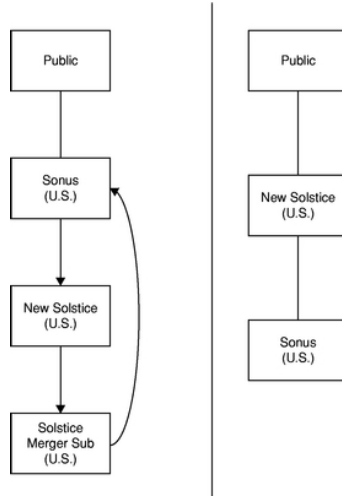 Public
Sonus
(U.S.)
New Solstice
(U.S.)
Solstice
Merger Sub
(U.S.)
Public
New Solstice
(U.S.)
Sonus
(U.S.)